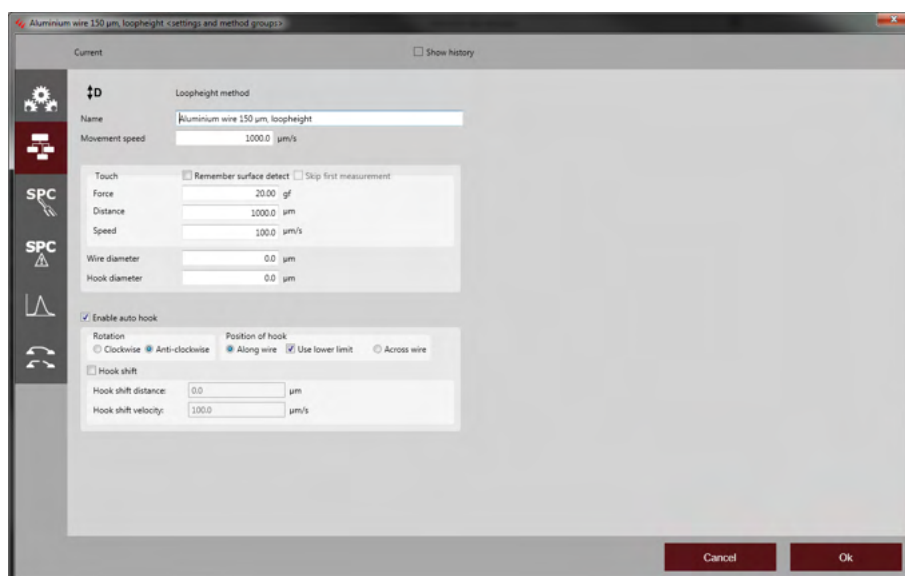 Aluminium wire 150 µm, loopheight <settings and method groups>
Current Show history
D Loopheight method
Name Aluminium wire 150 µm, loopheight
Movement speed 1000.0 µm/s
Touch Remember surface detect Skip first measurement
Force 20.00 gf
Distance 1000.0 µm
Speed 100.0 µm/s
Wire diameter 0.0 µm
Hook diameter 0.0 µm
Enable auto hook
Rotation Position of hook
Clockwise Anti-clockwise Along wire Use lower limit Across wire
Hook shift
Hook shift distance: 0.0 µm
Hook shift velocity: 100.0 µm/s
SPC
SPC
Cancel Ok